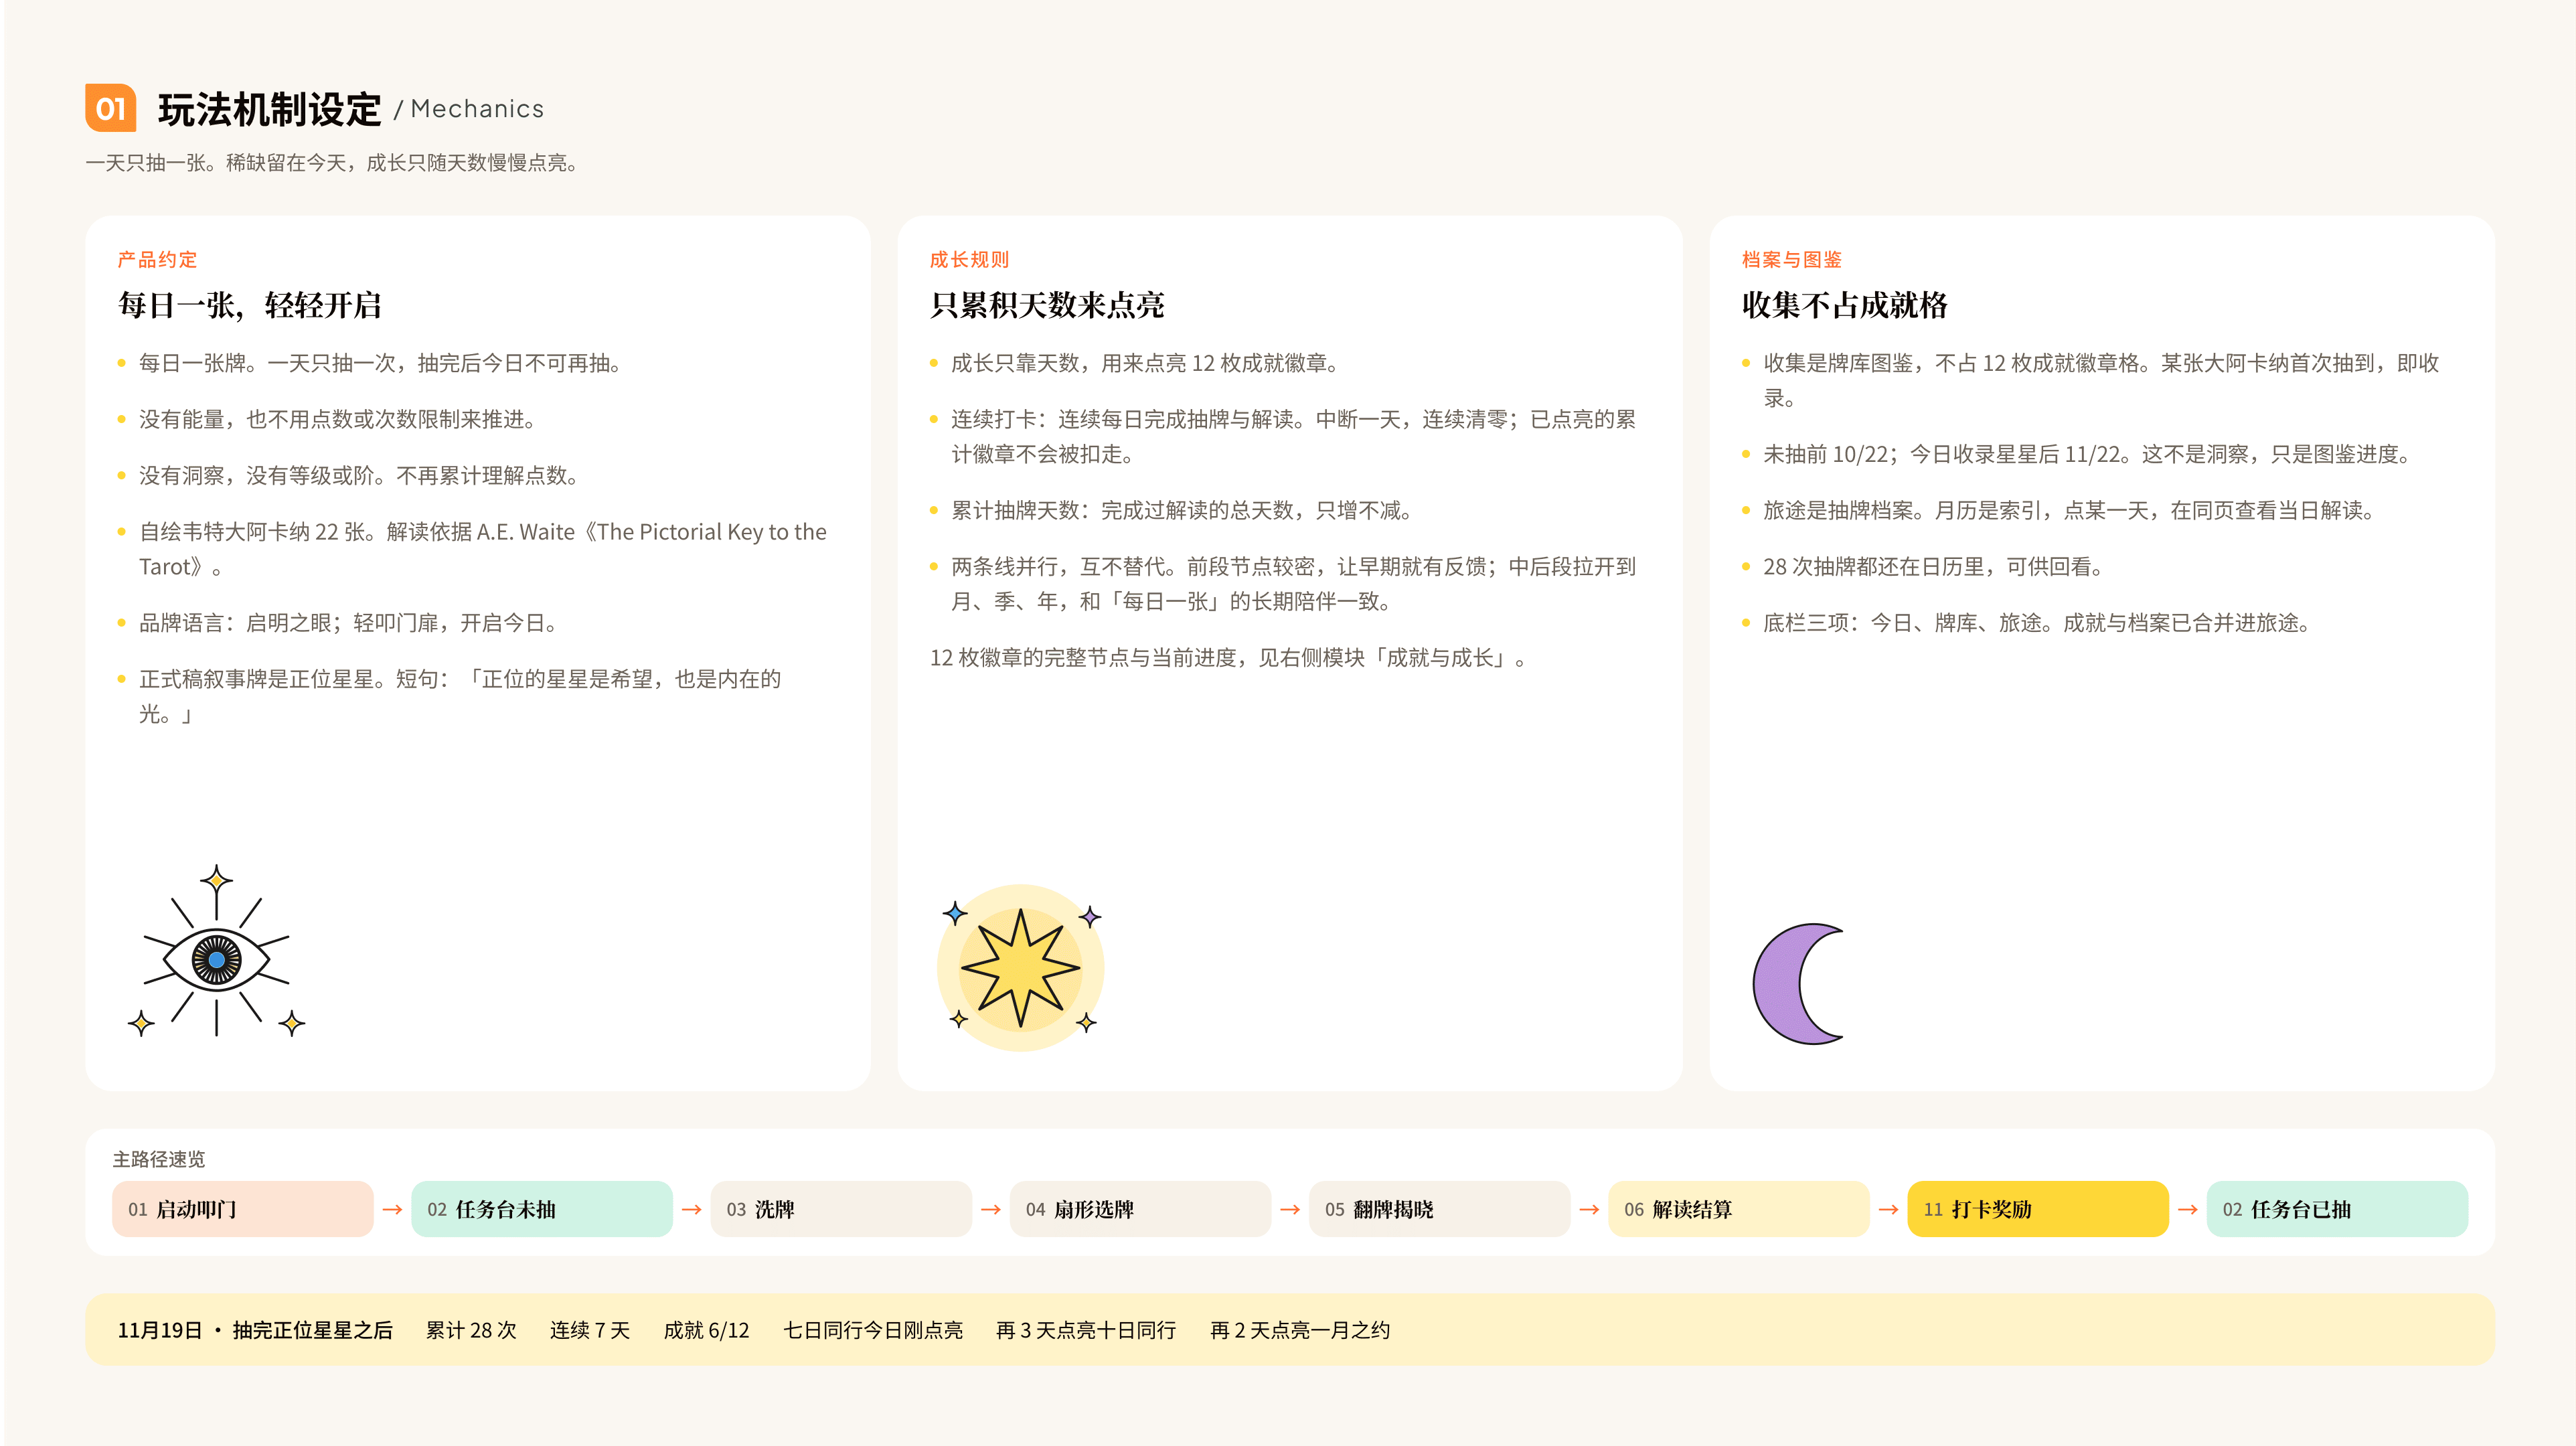 01 玩法机制设定 / Mechanics
一天只抽一张。稀缺留在今天，成长只随天数慢慢点亮。
产品约定
每日一张，轻轻开启
每日一张牌。一天只抽一次，抽完后今日不可再抽。
没有能量，也不用点数或次数限制来推进。
没有洞察，没有等级或阶。不再累计理解点数。
自绘韦特大阿卡纳 22 张。解读依据 A.E. Waite《The Pictorial Key to the
Tarot》。
品牌语言：启明之眼；轻叩门扉，开启今日。
正式稿叙事牌是正位星星。短句：「正位的星星是希望，也是内在的
光。」
成长规则
只累积天数来点亮
成长只靠天数，用来点亮 12 枚成就徽章。
连续打卡：连续每日完成抽牌与解读。中断一天，连续清零；已点亮的累
计徽章不会被扣走。
累计抽牌天数：完成过解读的总天数，只增不减。
两条线并行，互不替代。前段节点较密，让早期就有反馈；中后段拉开到
月、季、年，和「每日一张」的长期陪伴一致。
12 枚徽章的完整节点与当前进度，见右侧模块「成就与成长」。
档案与图鉴
收集不占成就格
收集是牌库图鉴，不占 12 枚成就徽章格。某张大阿卡纳首次抽到，即收
录。
未抽前 10/22；今日收录星星后 11/22。这不是洞察，只是图鉴进度。
旅途是抽牌档案。月历是索引，点某一天，在同页查看当日解读。
28 次抽牌都还在日历里，可供回看。
底栏三项：今日、牌库、旅途。成就与档案已合并进旅途。
主路径速览
01 启动叩门 → 02 任务台未抽 → 03 洗牌 → 04 扇形选牌 → 05 翻牌揭晓 → 06 解读结算 → 11 打卡奖励 → 02 任务台已抽
11月19日 · 抽完正位星星之后 累计 28 次 连续 7 天 成就 6/12 七日同行今日刚点亮 再 3 天点亮十日同行 再 2 天点亮一月之约